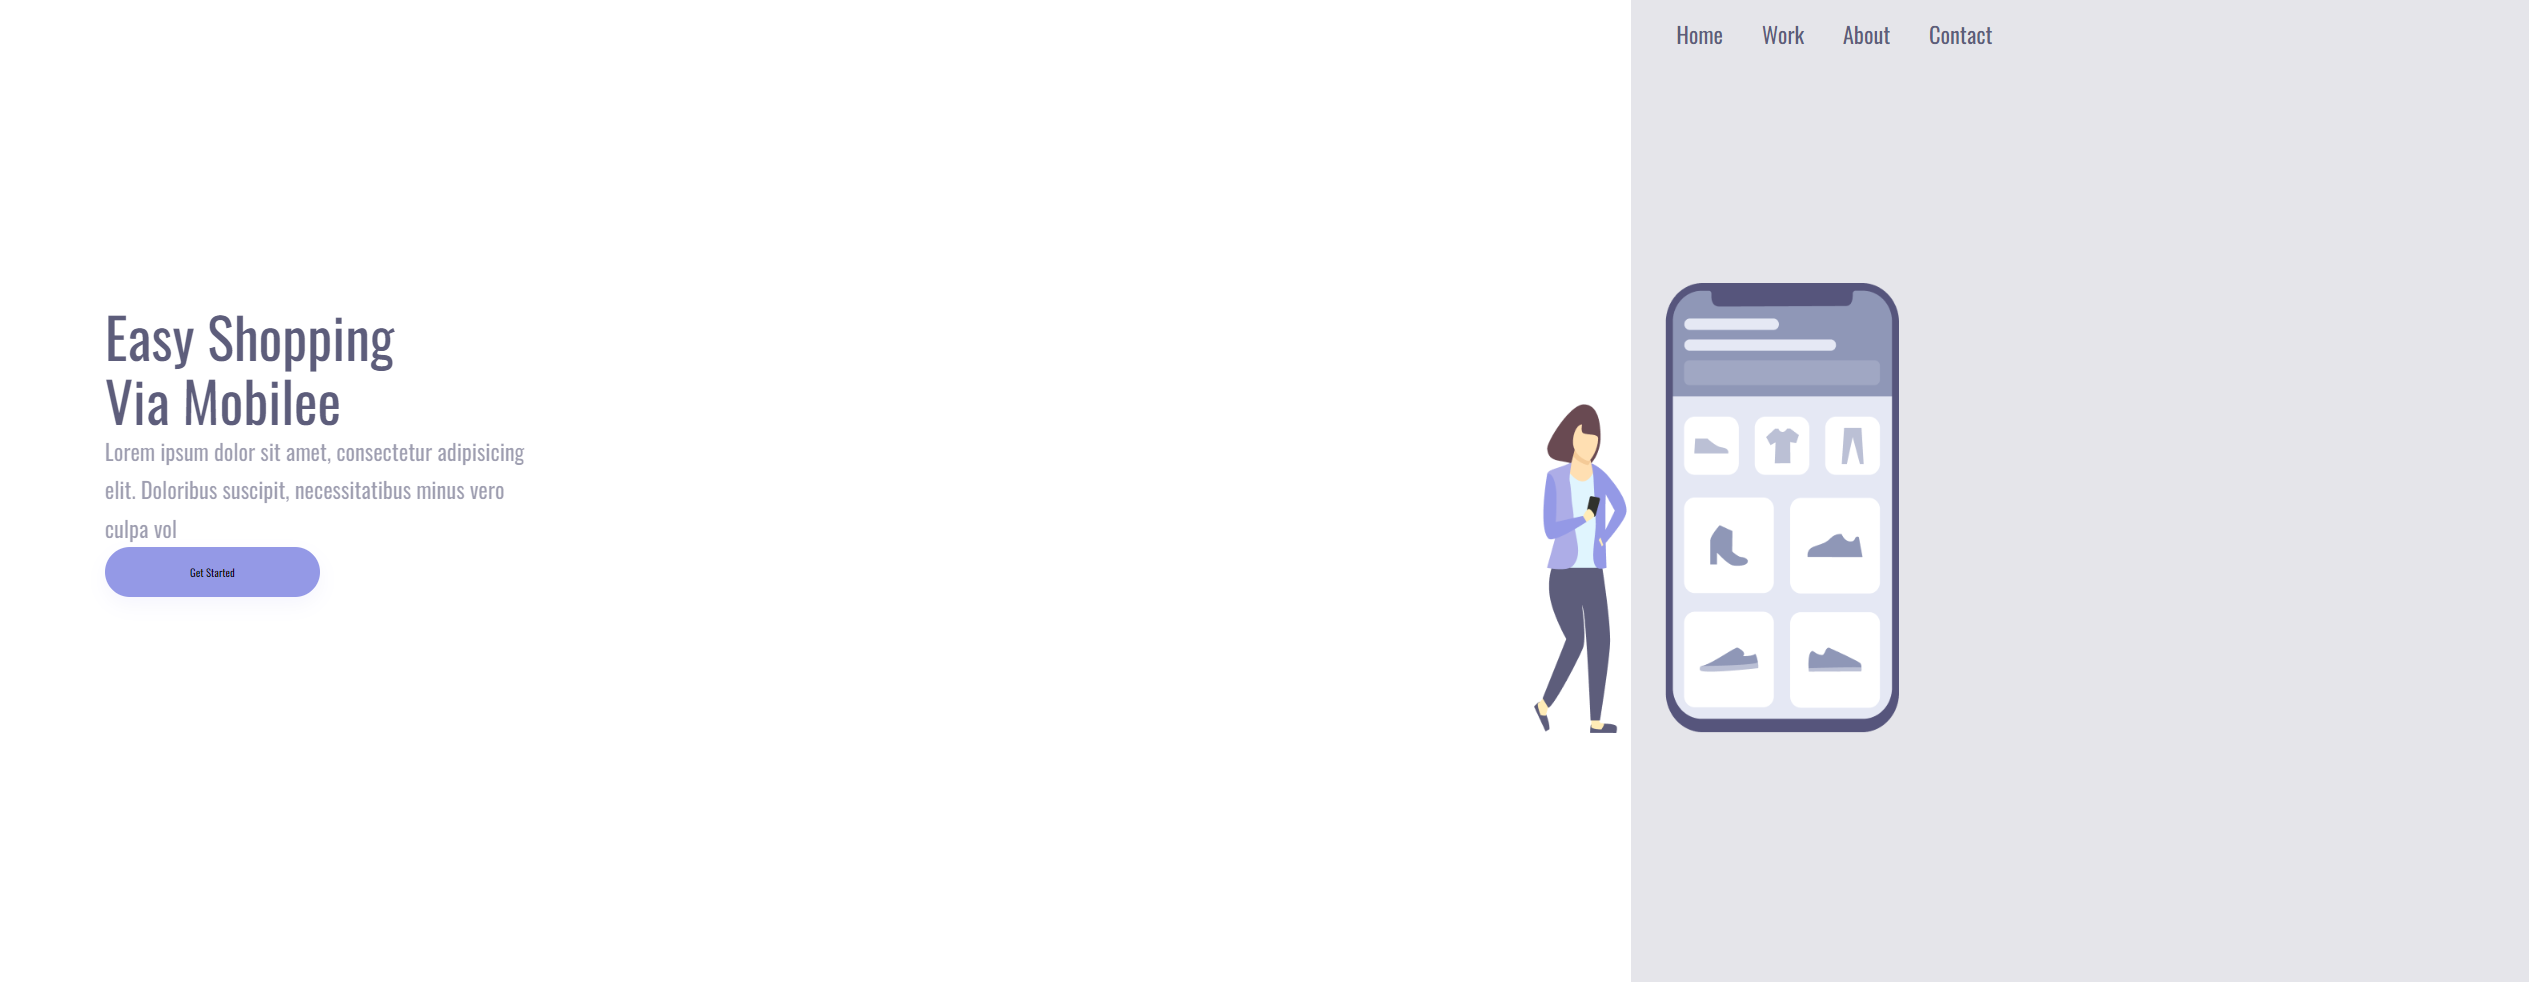 Home Work About Contact
Easy Shopping
Via Mobilee
Lorem ipsum dolor sit amet, consectetur adipisicing
elit. Doloribus suscipit, necessitatibus minus vero
culpa vol
Get Started